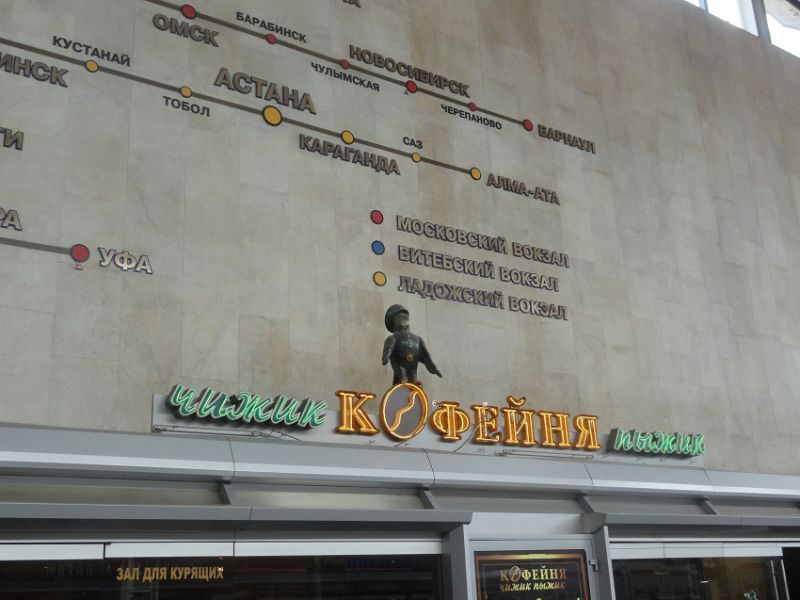 ОМСК
БАРАБИНСК
ЧУЛЫМСКАЯ
НОВОСИБИРСК
ЧЕРЕПАНОВО
БАРНАУЛ
КУСТАНАЙ
ТОБОЛ
АСТАНА
КАРАГАНДА
САЗ
АЛМА-АТА
УФА
МОСКОВСКИЙ ВОКЗАЛ
ВИТЕБСКИЙ ВОКЗАЛ
ЛАДОЖСКИЙ ВОКЗАЛ
чижик КОФЕЙНЯ пыжик
ЗАЛ ДЛЯ КУРЯЩИХ
КОФЕЙНЯ
чижик пыжик